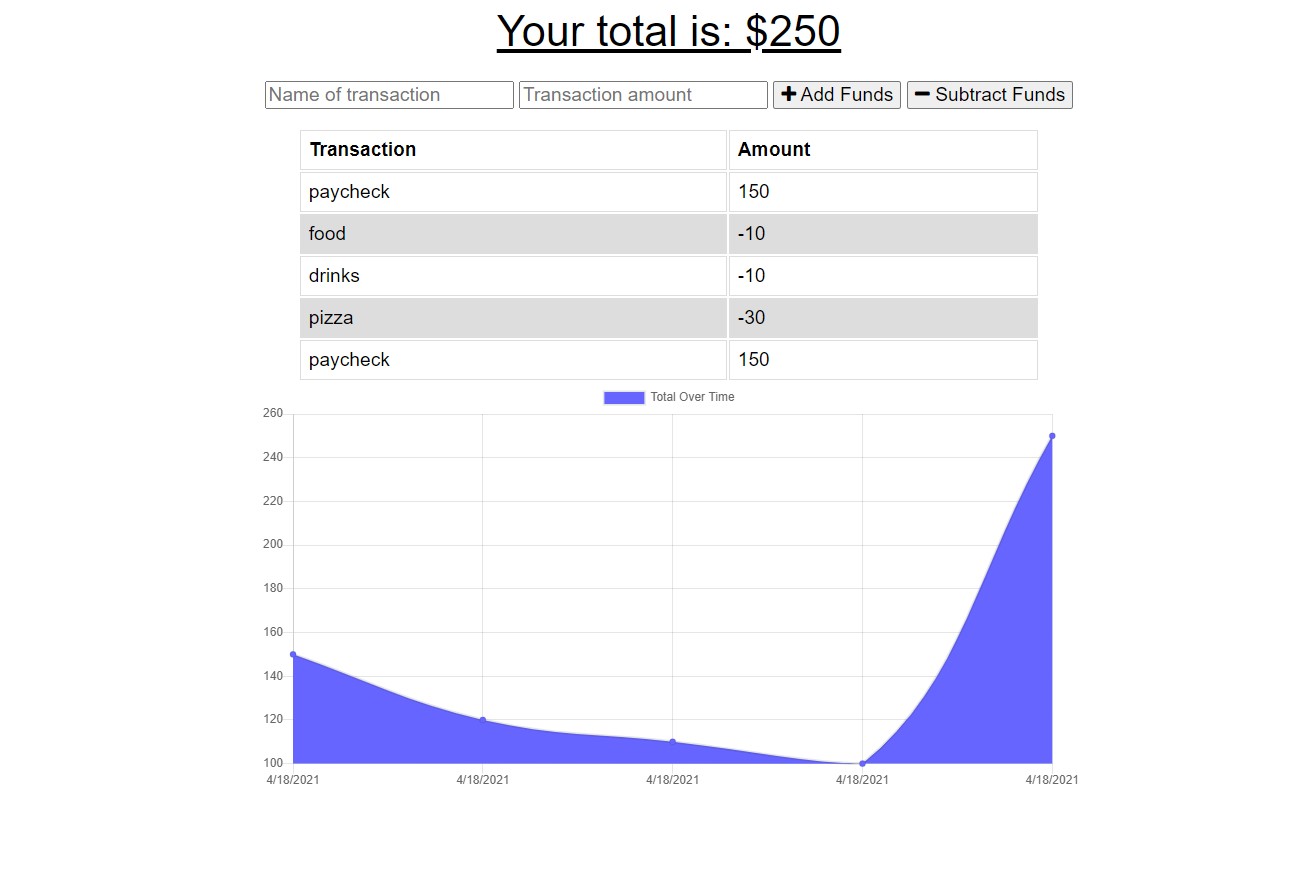 Your total is: $250
Name of transaction Transaction amount Add Funds Subtract Funds
Transaction Amount
paycheck 150
food -10
drinks -10
pizza -30
paycheck 150
Total Over Time
260
240
220
200
180
160
140
120
100
4/18/2021 4/18/2021 4/18/2021 4/18/2021 4/18/2021